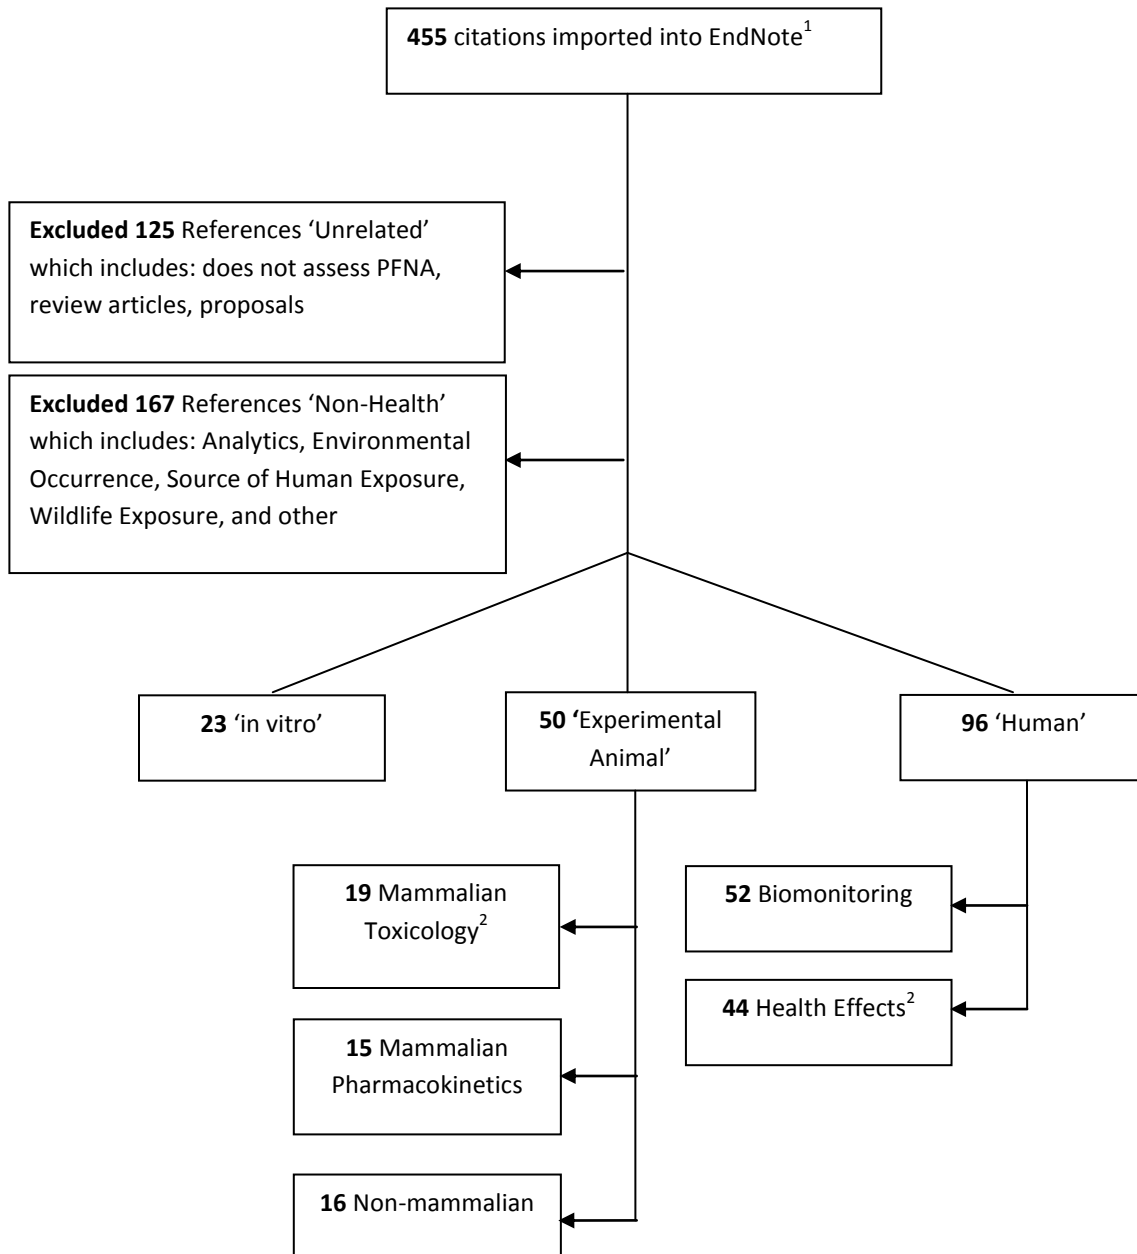 455 citations imported into EndNote1
Excluded 125 References ‘Unrelated’
which includes: does not assess PFNA,
review articles, proposals
Excluded 167 References ‘Non-Health’
which includes: Analytics, Environmental
Occurrence, Source of Human Exposure,
Wildlife Exposure, and other
23 ‘in vitro’
50 ‘Experimental
Animal’
96 ‘Human’
19 Mammalian
Toxicology2
15 Mammalian
Pharmacokinetics
16 Non-mammalian
52 Biomonitoring
44 Health Effects2